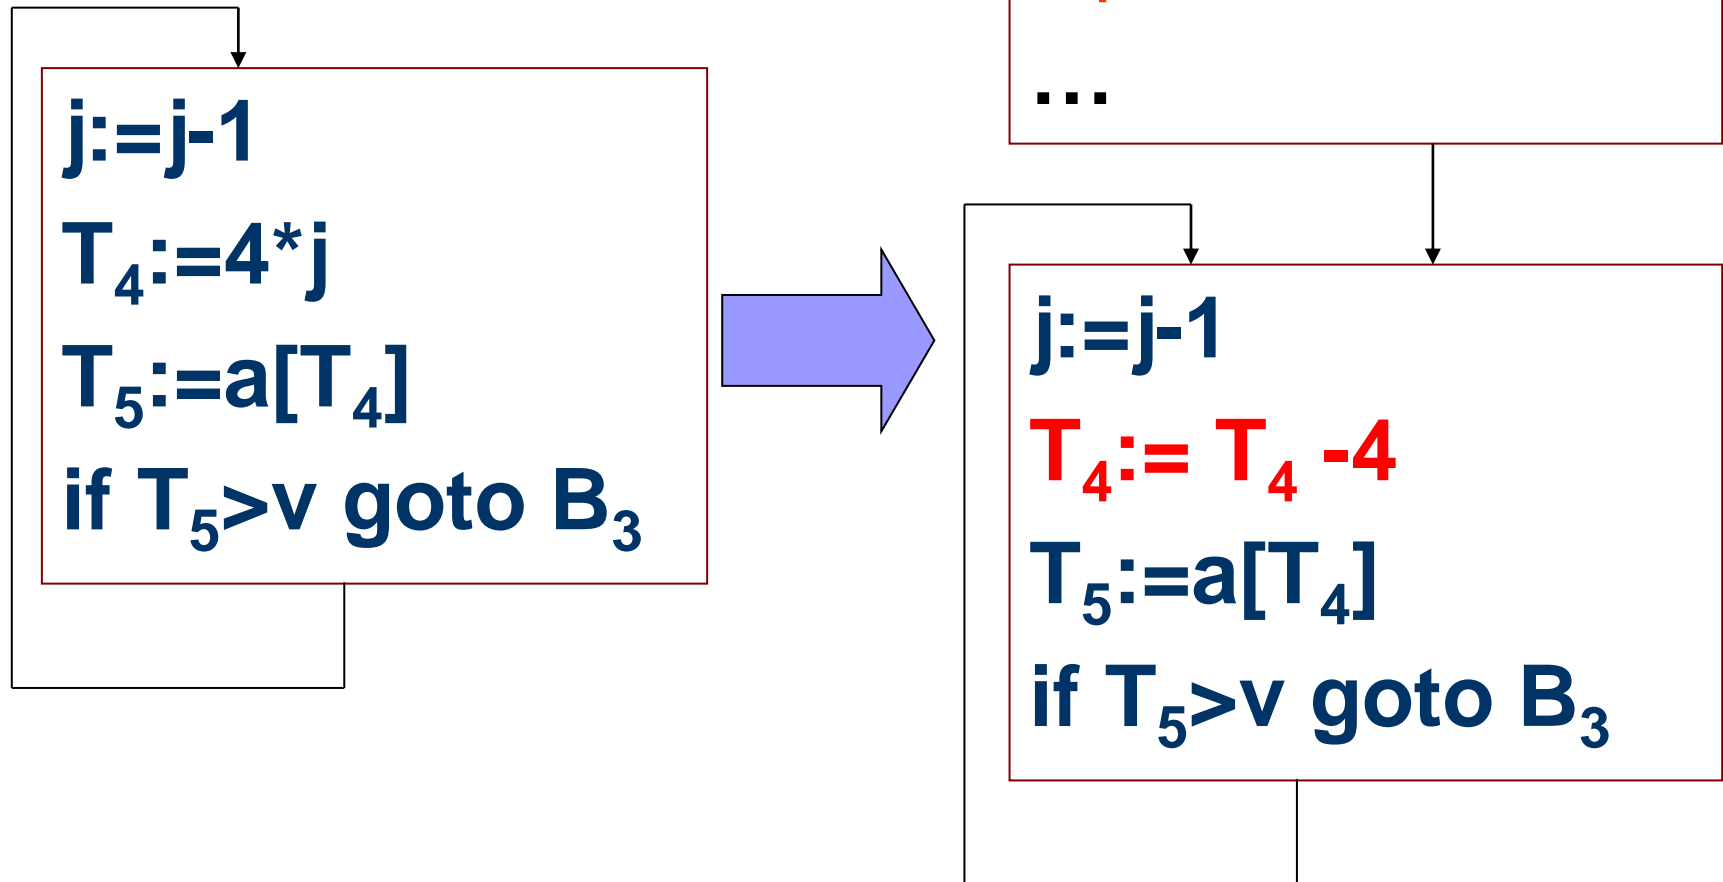 j:=j-1
T₄:=4*j
T₅:=a[T₄]
if T₅>v goto B₃
...
j:=j-1
T₄:= T₄ -4
T₅:=a[T₄]
if T₅>v goto B₃